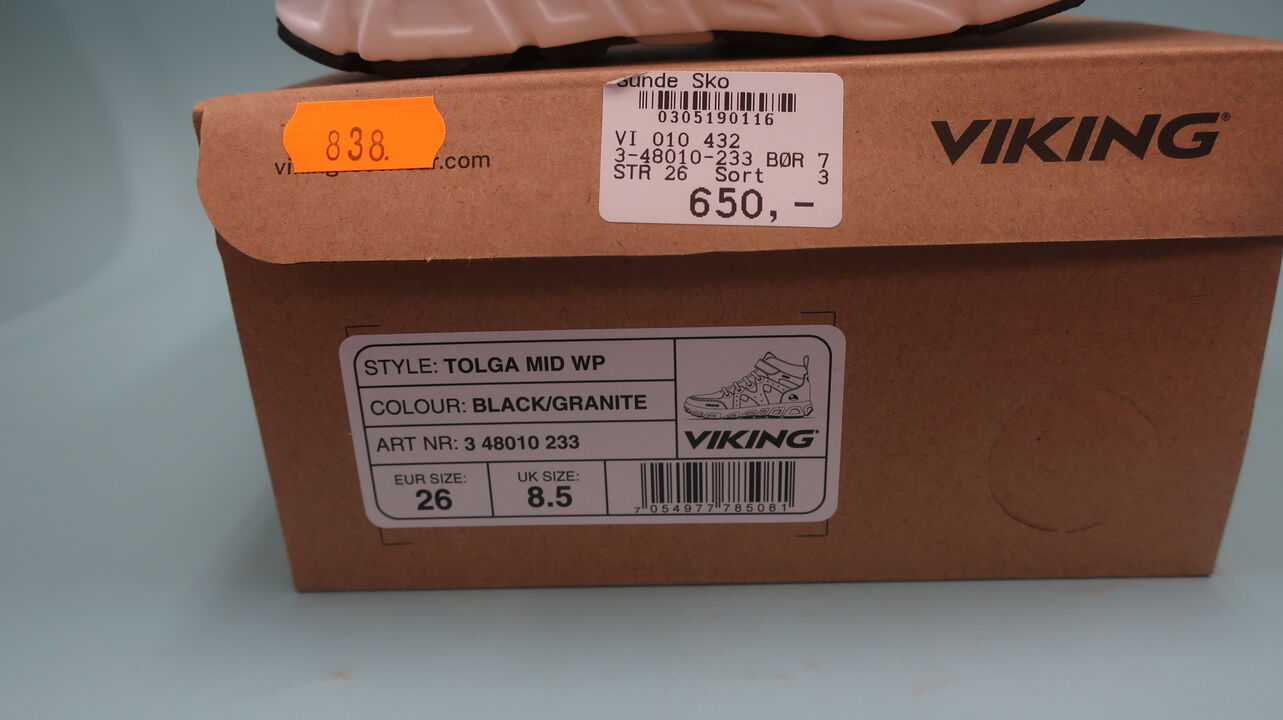 Sunde Sko
0305190116
VI 010 432
3-48010-233 BØR 7
STR 26 Sort 3
650,-
838.
.com
VIKING®
STYLE: TOLGA MID WP
COLOUR: BLACK/GRANITE
ART NR: 3 48010 233
EUR SIZE:
26
UK SIZE:
8.5
VIKING®
7 054977 785081